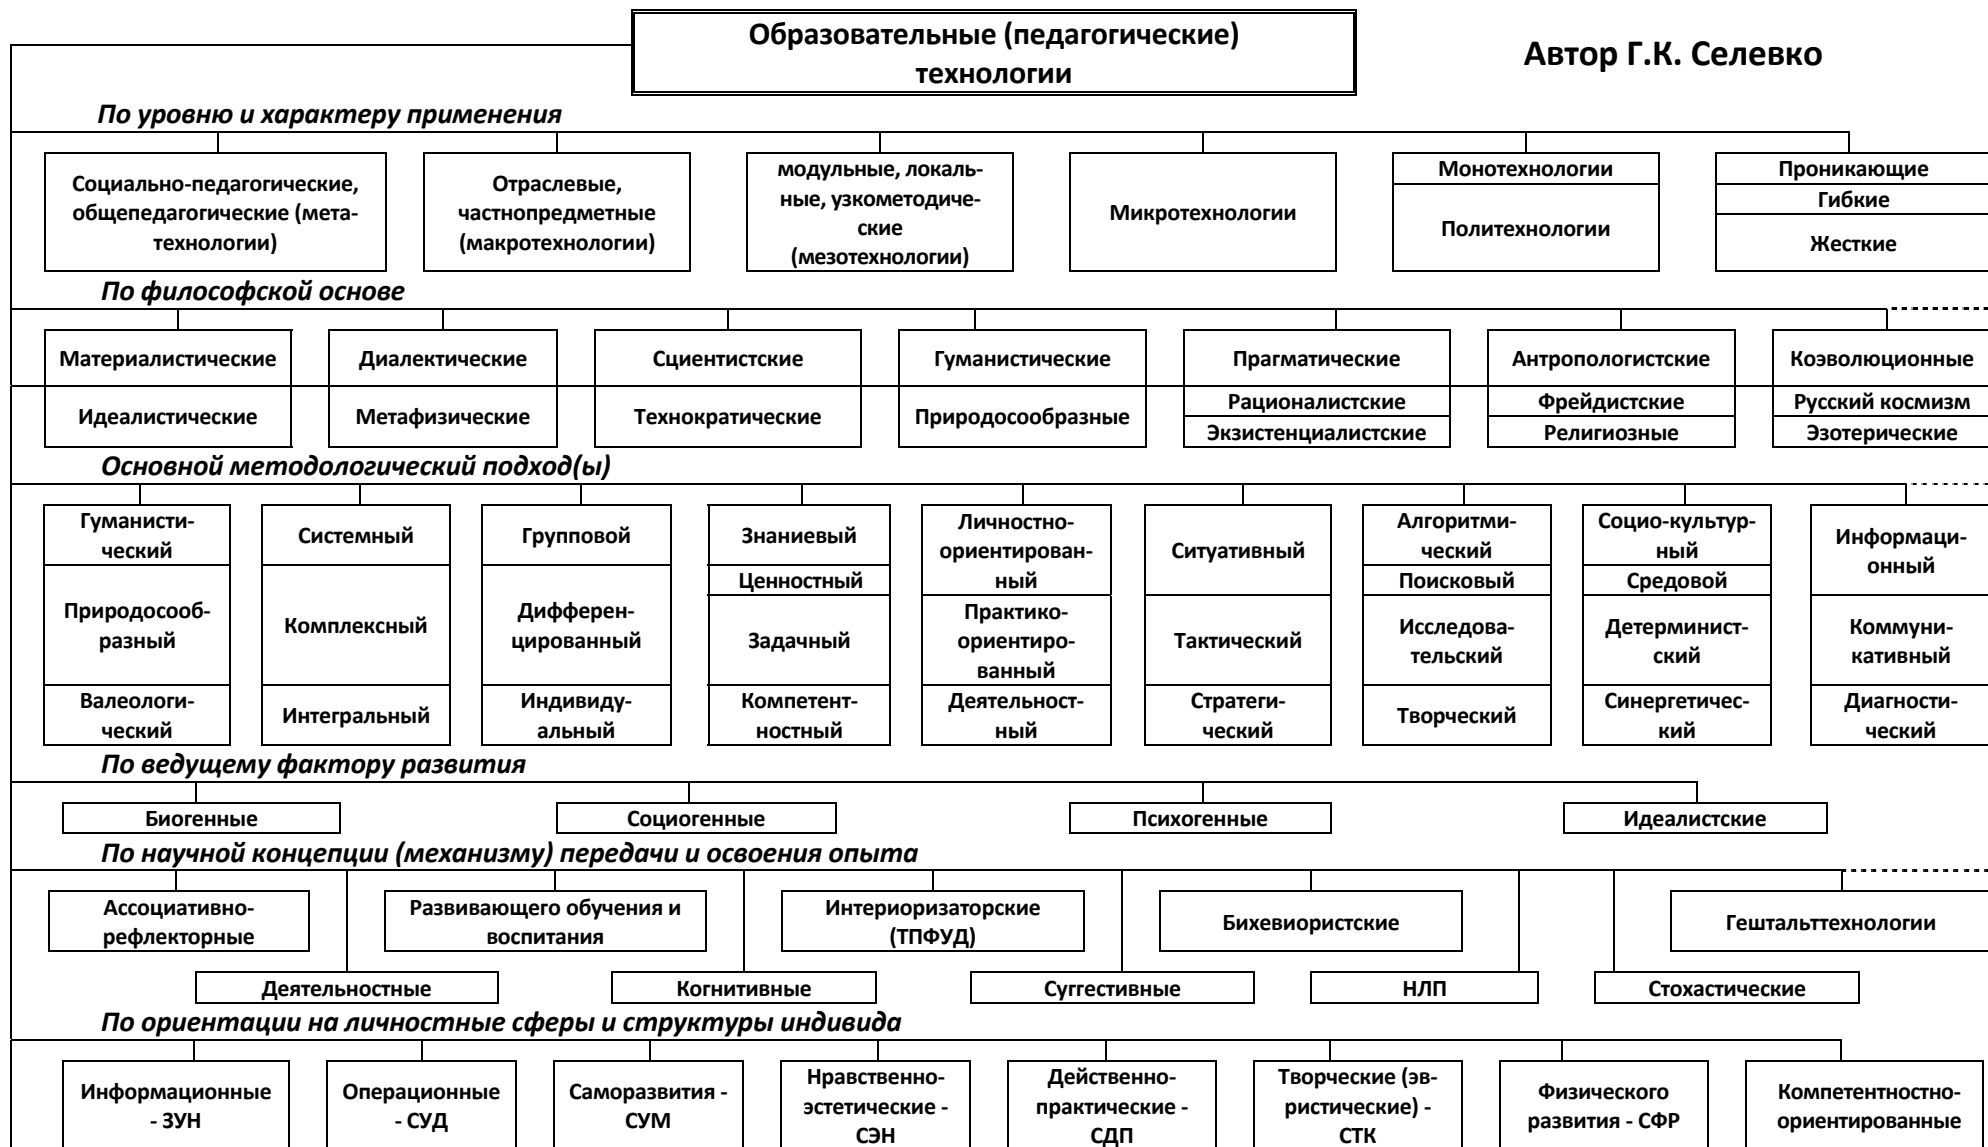 Образовательные (педагогические)
технологии
Автор Г.К. Селевко
По уровню и характеру применения
Социально-педагогические,
общепедагогические (мета-
технологии)
Отраслевые,
частнопредметные
(макротехнологии)
модульные, локаль-
ные, узкометодиче-
ские
(мезотехнологии)
Микротехнологии
Монотехнологии
Политехнологии
Проникающие
Гибкие
Жесткие
По философской основе
Материалистические
Идеалистические
Диалектические
Метафизические
Сциентистские
Технократические
Гуманистические
Природосообразные
Прагматические
Рационалистские
Экзистенциалистские
Антропологистские
Фрейдистские
Религиозные
Коэволюционные
Русский космизм
Эзотерические
Основной методологический подход(ы)
Гуманисти-
ческий
Природосооб-
разный
Валеологи-
ческий
Системный
Комплексный
Интегральный
Групповой
Дифферен-
цированный
Индивиду-
альный
Знаниевый
Ценностный
Задачный
Компетент-
ностный
Личностно-
ориентирован-
ный
Практико-
ориентиро-
ванный
Деятельност-
ный
Ситуативный
Тактический
Стратеги-
ческий
Алгоритми-
ческий
Поисковый
Исследова-
тельский
Творческий
Социо-культур-
ный
Средовой
Детерминист-
ский
Синергетичес-
кий
Информаци-
онный
Коммуни-
кативный
Диагности-
ческий
По ведущему фактору развития
Биогенные
Социогенные
Психогенные
Идеалистские
По научной концепции (механизму) передачи и освоения опыта
Ассоциативно-
рефлекторные
Развивающего обучения и
воспитания
Интериоризаторские
(ТПФУД)
Бихевиористские
Гештальттехнологии
Деятельностные
Когнитивные
Суггестивные
НЛП
Стохастические
По ориентации на личностные сферы и структуры индивида
Информационные
- ЗУН
Операционные
- СУД
Саморазвития -
СУМ
Нравственно-
эстетические -
СЭН
Действенно-
практические -
СДП
Творческие (эв-
ристические) -
СТК
Физического
развития - СФР
Компетентностно-
ориентированные